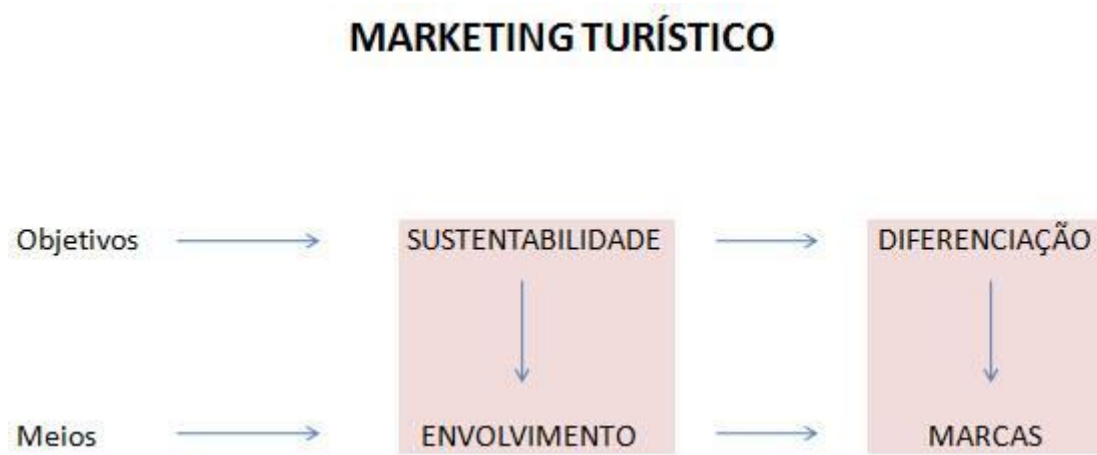 MARKETING TURÍSTICO
Objetivos SUSTENTABILIDADE DIFERENCIAÇÃO
Meios ENVOLVIMENTO MARCAS